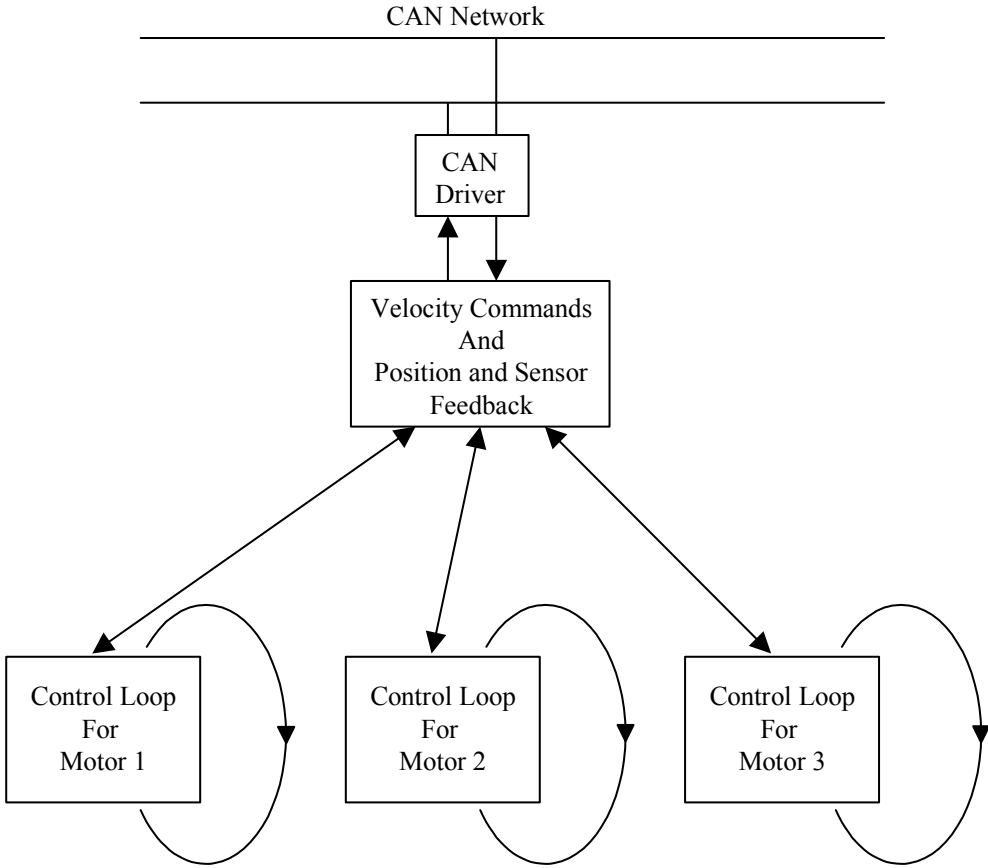 CAN Network
CAN
Driver
Velocity Commands
And
Position and Sensor
Feedback
Control Loop
For
Motor 1
Control Loop
For
Motor 2
Control Loop
For
Motor 3